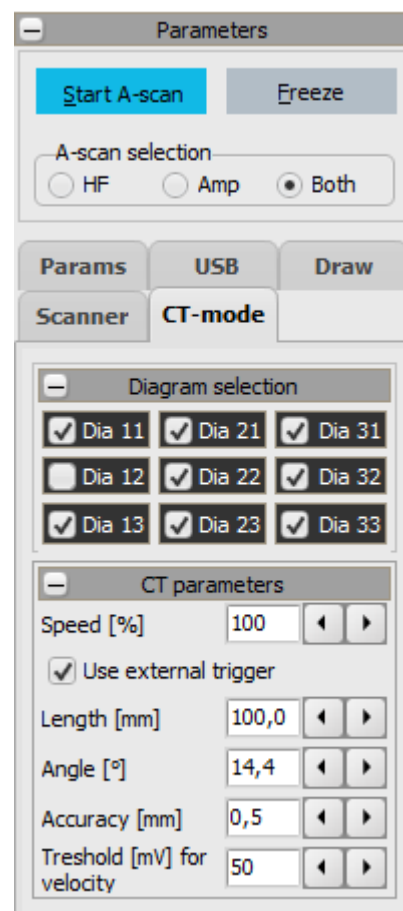 Parameters
Start A-scan Freeze
A-scan selection
HF Amp Both
Params USB Draw
Scanner CT-mode
Diagram selection
Dia 11 Dia 21 Dia 31
Dia 12 Dia 22 Dia 32
Dia 13 Dia 23 Dia 33
CT parameters
Speed [%] 100
Use external trigger
Length [mm] 100,0
Angle [°] 14,4
Accuracy [mm] 0,5
Treshold [mV] for
velocity 50